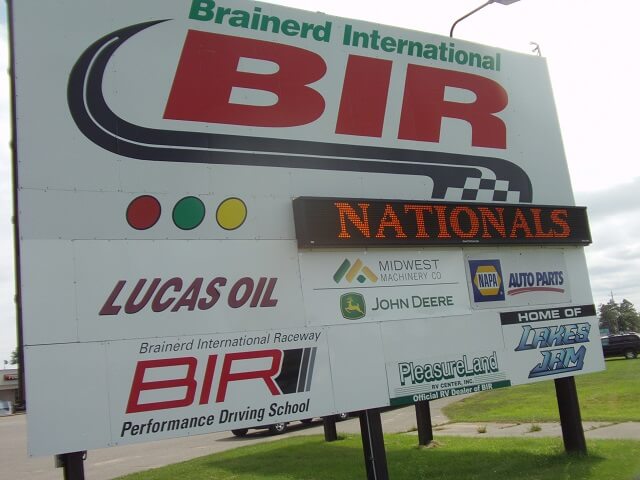 Brainerd International
BIR
NATIONALS
LUCAS OIL
MIDWEST
MACHINERY CO
JOHN DEERE
NAPA
AUTO PARTS
Brainerd International Raceway
BIR
Performance Driving School
PLEASURELAND
RV CENTER, INC.
Official RV Dealer of BIR
HOME OF
LAKES
JAM